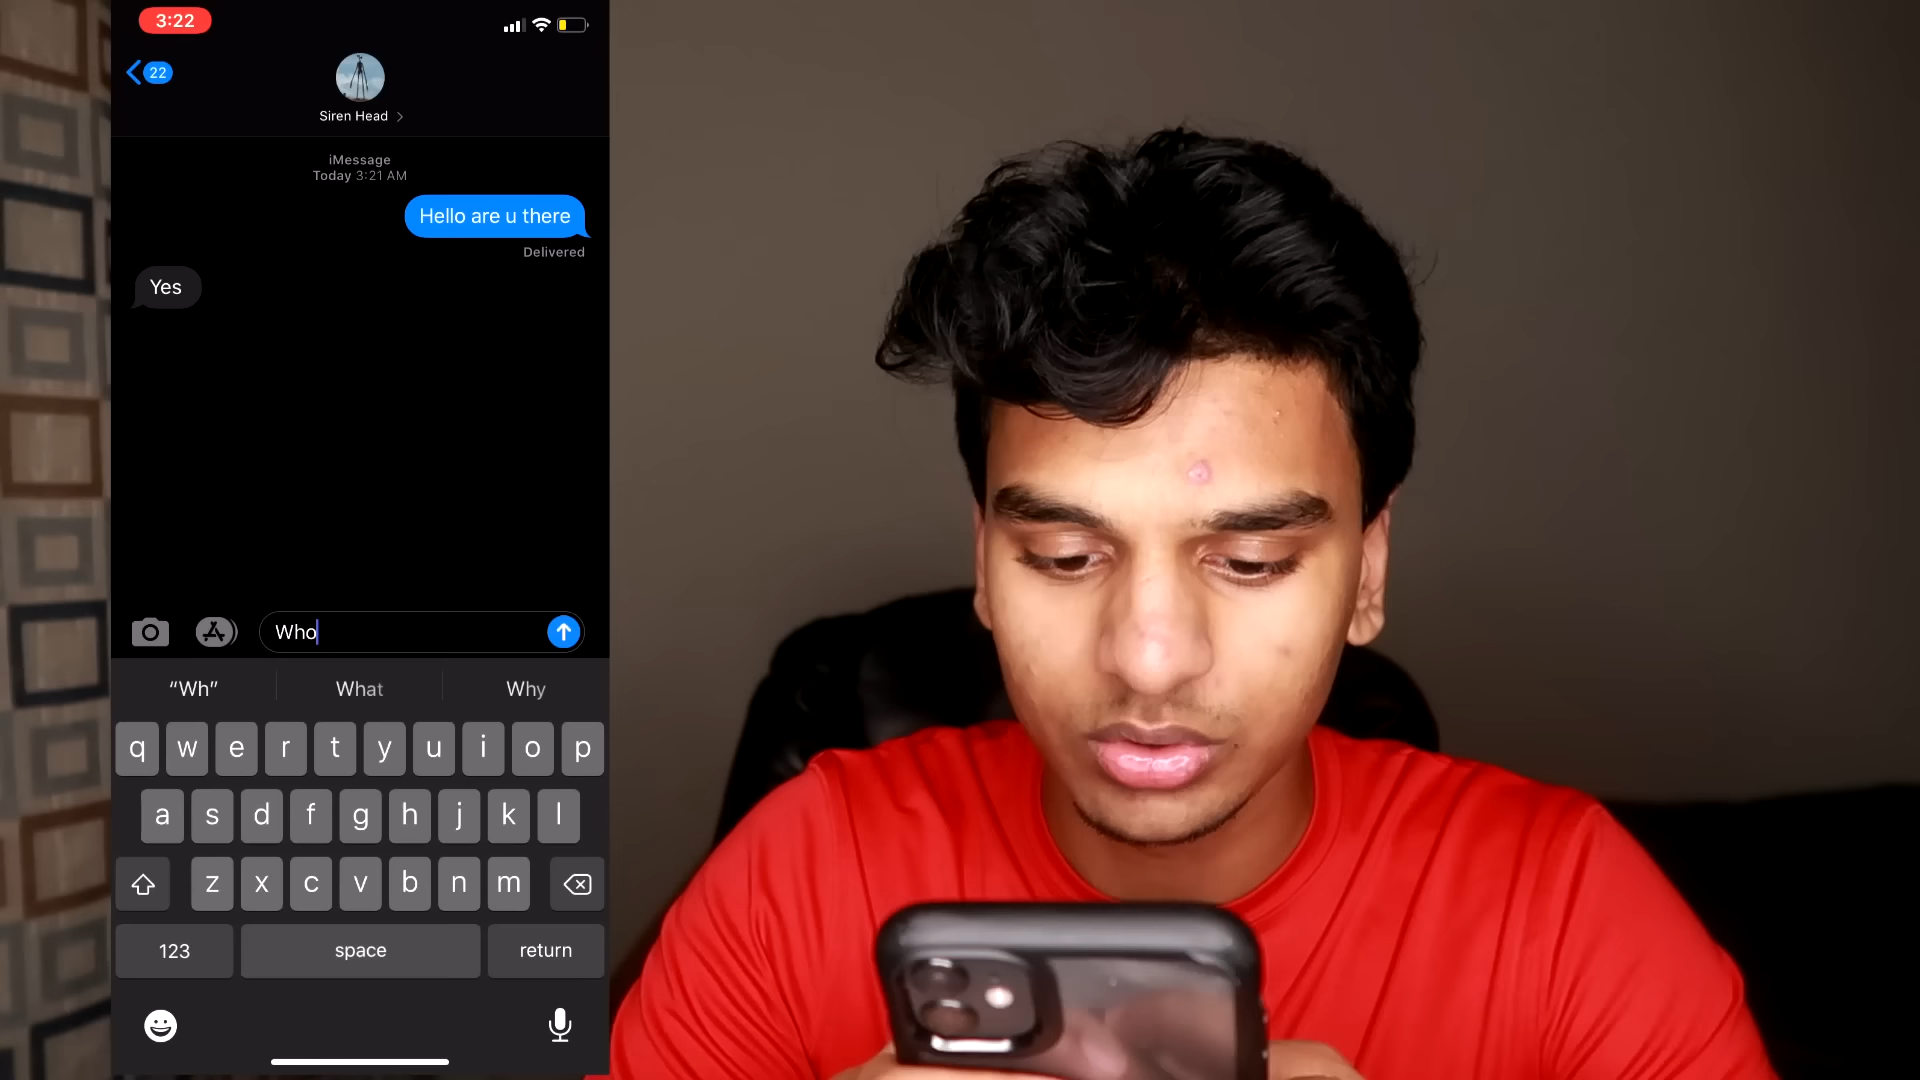 3:22
22
Siren Head
iMessage
Today 3:21 AM
Hello are u there
Delivered
Yes
Who
“Wh” What Why
q w e r t y u i o p
a s d f g h j k l
z x c v b n m
123 space return